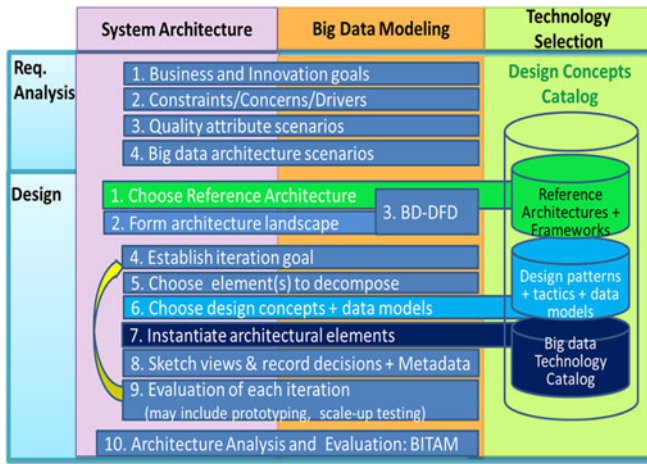 System Architecture
Big Data Modeling
Technology
Selection
Req.
Analysis
1. Business and Innovation goals
2. Constraints/Concerns/Drivers
3. Quality attribute scenarios
4. Big data architecture scenarios
Design Concepts
Catalog
Design
1. Choose Reference Architecture
2. Form architecture landscape
3. BD-DFD
Reference
Architectures +
Frameworks
4. Establish iteration goal
5. Choose element(s) to decompose
6. Choose design concepts + data models
Design patterns
+ tactics + data
models
7. Instantiate architectural elements
8. Sketch views & record decisions + Metadata
9. Evaluation of each iteration
(may include prototyping, scale-up testing)
Big data
Technology
Catalog
10. Architecture Analysis and Evaluation: BITAM